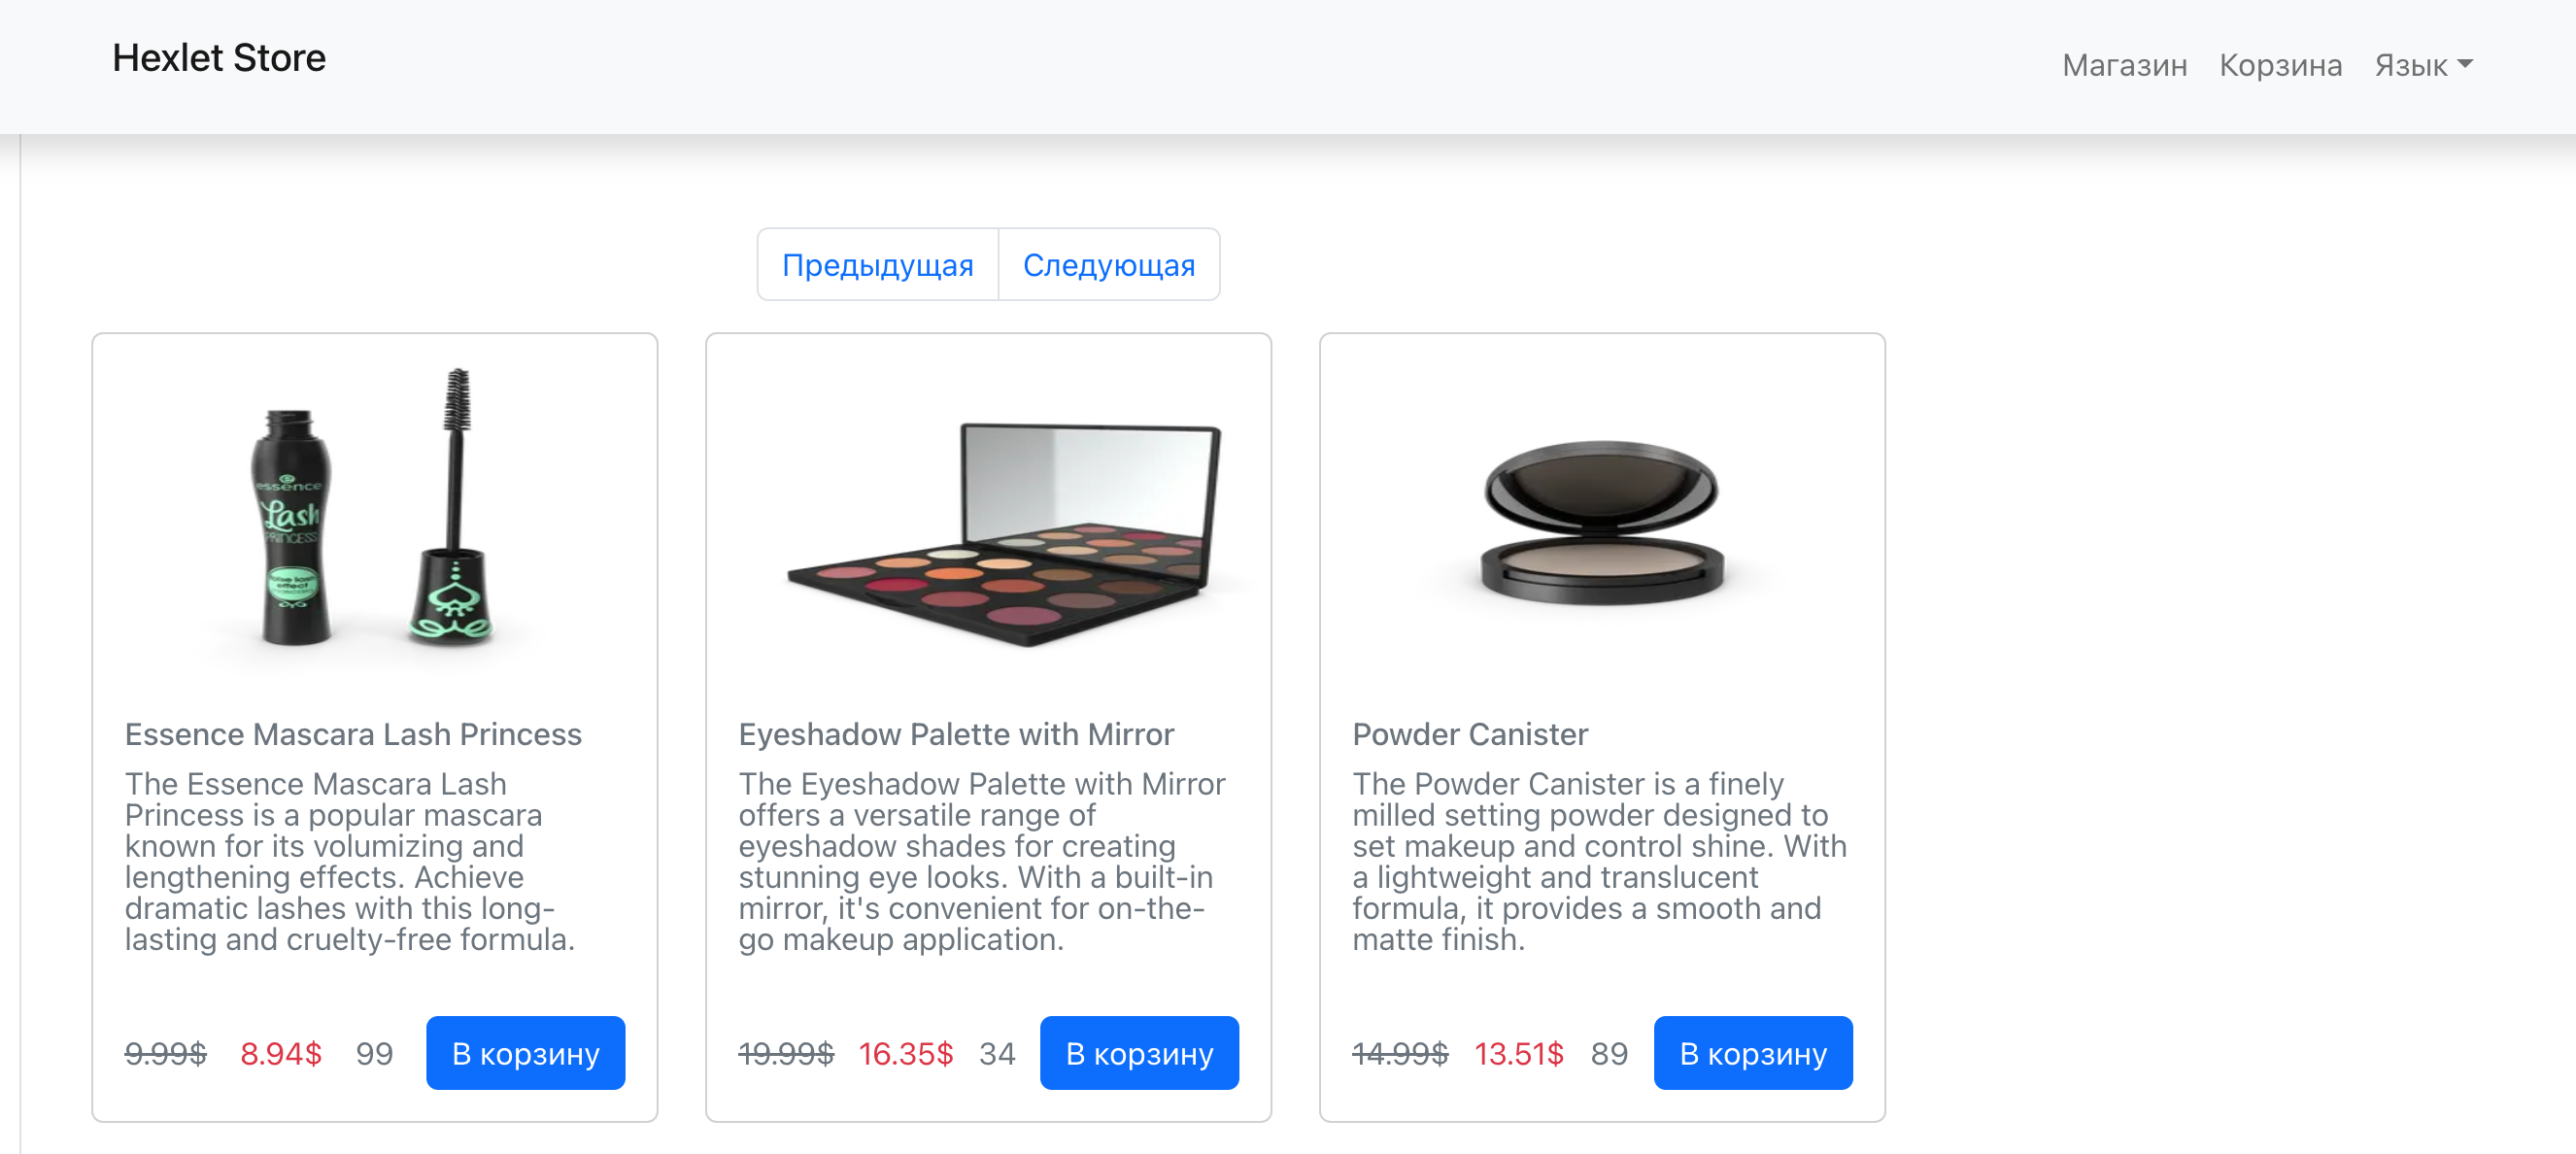 Hexlet Store
Магазин Корзина Язык
Предыдущая Следующая
essence
Lash
PRINCESS
false lash
effect
Essence Mascara Lash Princess
The Essence Mascara Lash
Princess is a popular mascara
known for its volumizing and
lengthening effects. Achieve
dramatic lashes with this long-
lasting and cruelty-free formula.
9.99$ 8.94$ 99 В корзину
Eyeshadow Palette with Mirror
The Eyeshadow Palette with Mirror
offers a versatile range of
eyeshadow shades for creating
stunning eye looks. With a built-in
mirror, it's convenient for on-the-
go makeup application.
19.99$ 16.35$ 34 В корзину
Powder Canister
The Powder Canister is a finely
milled setting powder designed to
set makeup and control shine. With
a lightweight and translucent
formula, it provides a smooth and
matte finish.
14.99$ 13.51$ 89 В корзину